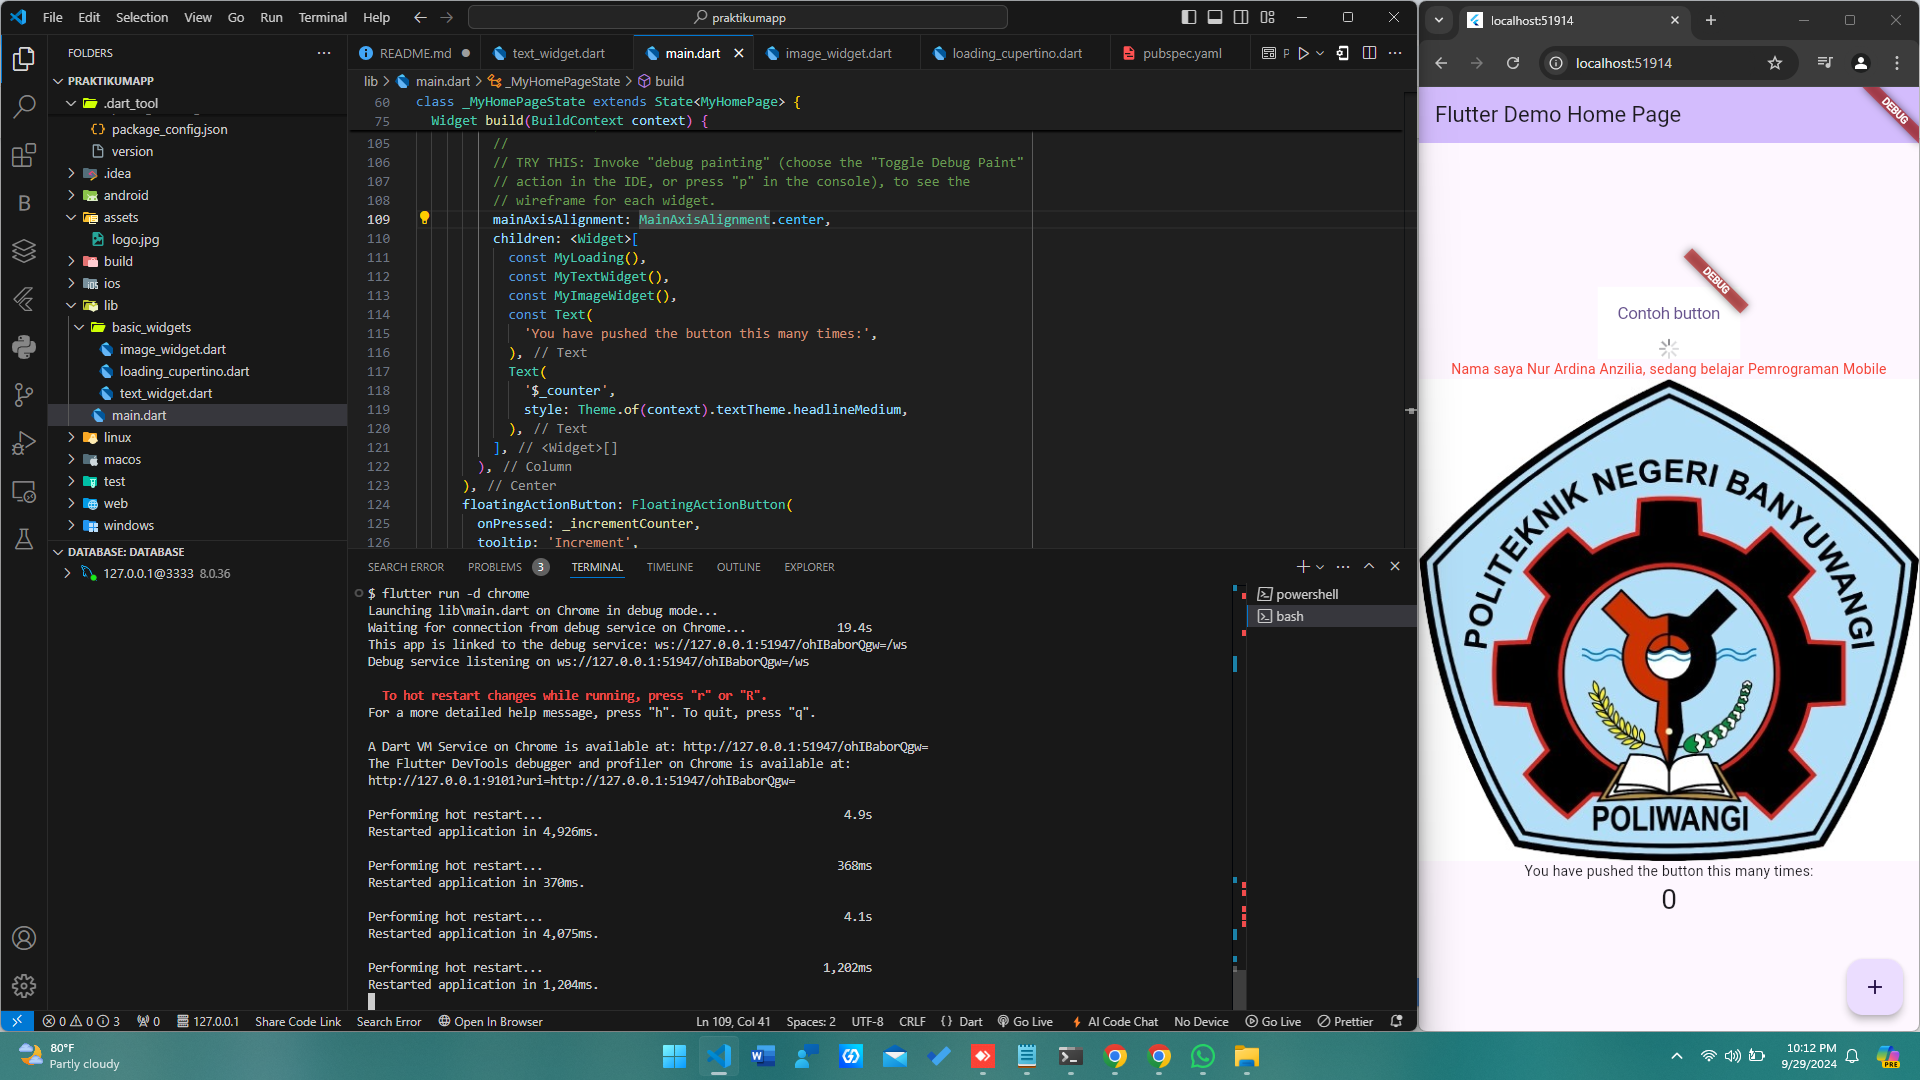 File Edit Selection View Go Run Terminal Help
praktikumapp
FOLDERS
PRAKTIKUMAPP
.dart_tool
package_config.json
version
.idea
android
assets
logo.jpg
build
ios
lib
basic_widgets
image_widget.dart
loading_cupertino.dart
text_widget.dart
main.dart
linux
macos
test
web
windows
DATABASE: DATABASE
127.0.0.1@3333 8.0.36
README.md
text_widget.dart
main.dart
image_widget.dart
loading_cupertino.dart
pubspec.yaml
P
lib > main.dart > _MyHomePageState > build
60 class _MyHomePageState extends State<MyHomePage> {
75 Widget build(BuildContext context) {
105 //
106 // TRY THIS: Invoke "debug painting" (choose the "Toggle Debug Paint"
107 // action in the IDE, or press "p" in the console), to see the
108 // wireframe for each widget.
109 mainAxisAlignment: MainAxisAlignment.center,
110 children: <Widget>[
111 const MyLoading(),
112 const MyTextWidget(),
113 const MyImageWidget(),
114 const Text(
115 'You have pushed the button this many times:',
116 ), // Text
117 Text(
118 '$_counter',
119 style: Theme.of(context).textTheme.headlineMedium,
120 ), // Text
121 ], // <Widget>[]
122 ), // Column
123 ), // Center
124 floatingActionButton: FloatingActionButton(
125 onPressed: _incrementCounter,
126 tooltip: 'Increment',
SEARCH ERROR PROBLEMS 3 TERMINAL TIMELINE OUTLINE EXPLORER
$ flutter run -d chrome
Launching lib\main.dart on Chrome in debug mode...
Waiting for connection from debug service on Chrome... 19.4s
This app is linked to the debug service: ws://127.0.0.1:51947/ohIBaborQgw=/ws
Debug service listening on ws://127.0.0.1:51947/ohIBaborQgw=/ws
To hot restart changes while running, press "r" or "R".
For a more detailed help message, press "h". To quit, press "q".
A Dart VM Service on Chrome is available at: http://127.0.0.1:51947/ohIBaborQgw=
The Flutter DevTools debugger and profiler on Chrome is available at:
http://127.0.0.1:9101?uri=http://127.0.0.1:51947/ohIBaborQgw=
Performing hot restart... 4.9s
Restarted application in 4,926ms.
Performing hot restart... 368ms
Restarted application in 370ms.
Performing hot restart... 4.1s
Restarted application in 4,075ms.
Performing hot restart... 1,202ms
Restarted application in 1,204ms.
powershell
bash
0 0 3 0 127.0.0.1 Share Code Link Search Error Open In Browser Ln 109, Col 41 Spaces: 2 UTF-8 CRLF {} Dart Go Live AI Code Chat No Device Go Live Prettier
localhost:51914
localhost:51914
Flutter Demo Home Page
DEBUG
DEBUG
Contoh button
Nama saya Nur Ardina Anzilia, sedang belajar Pemrograman Mobile
POLITEKNIK NEGERI BANYUWANGI
POLIWANGI
You have pushed the button this many times:
0
+
80°F
Partly cloudy
10:12 PM
9/29/2024
PRE